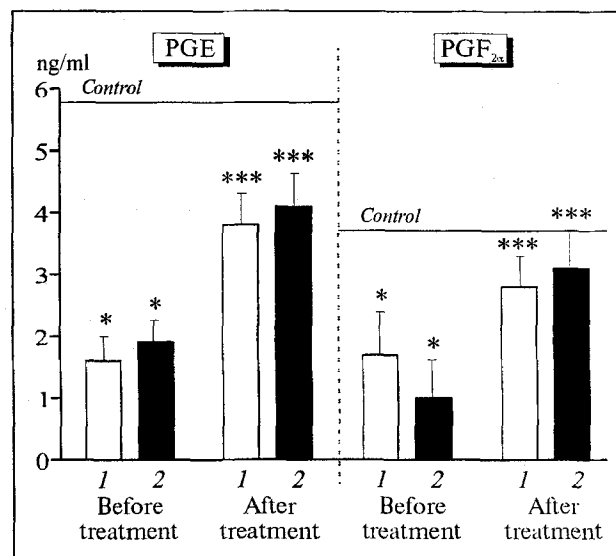 PGE
PGF2α
ng/ml
6
5
4
3
2
1
0
Control
Control
*
*
***
***
*
*
***
***
1 2 1 2 1 2 1 2
Before After Before After
treatment treatment treatment treatment